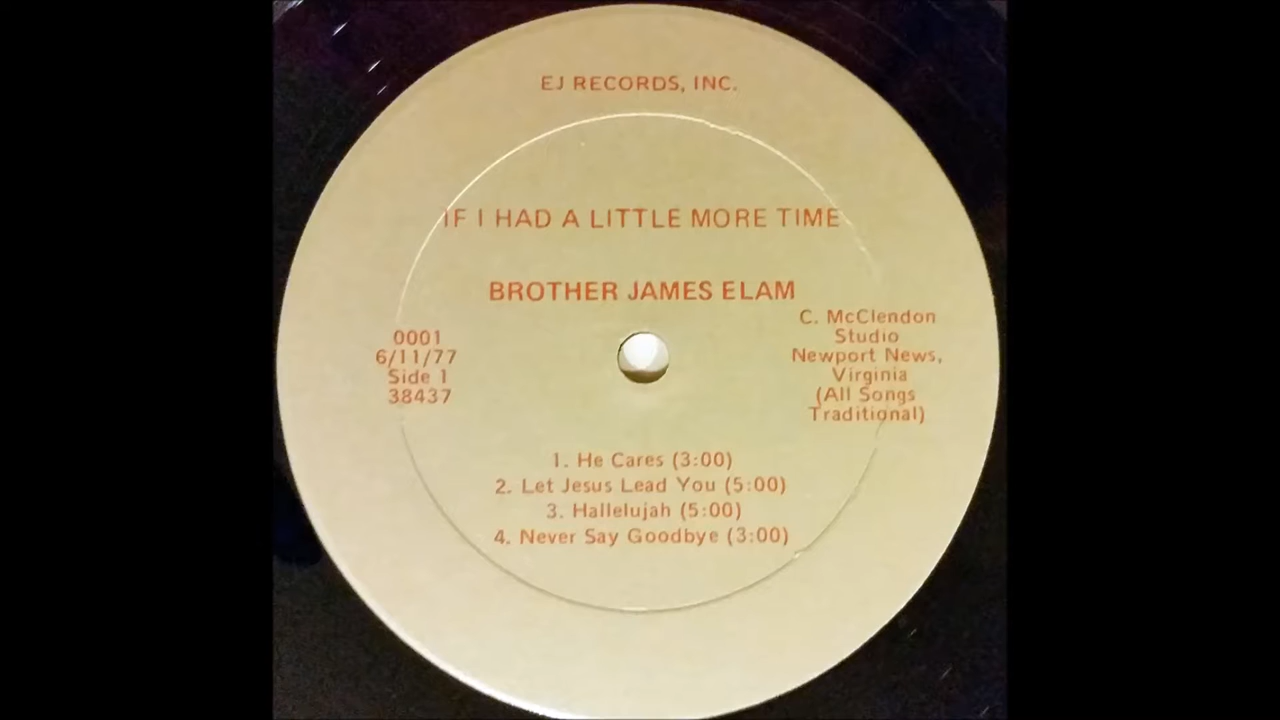 EJ RECORDS, INC.
IF I HAD A LITTLE MORE TIME
BROTHER JAMES ELAM
0001
6/11/77
Side 1
38437
C. McClendon
Studio
Newport News,
Virginia
(All Songs
Traditional)
1. He Cares (3:00)
2. Let Jesus Lead You (5:00)
3. Hallelujah (5:00)
4. Never Say Goodbye (3:00)